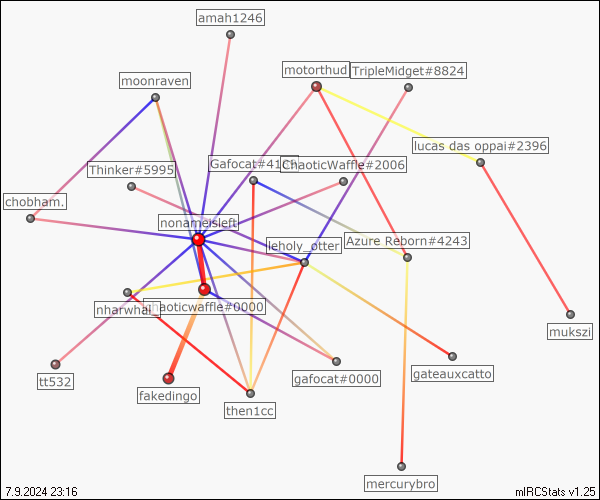 amah1246
motorthud
TripleMidget#8824
moonraven
lucas das oppai#2396
Gafocat#41
ChaoticWaffle#2006
Thinker#5995
chobham.
nonameisleft
leholy_otter
Azure Reborn#4243
nharwhal
chaoticwaffle#0000
mukszi
tt532
gafocat#0000
gateauxcatto
fakedingo
then1cc
mercurybro
7.9.2024 23:16
mIRCStats v1.25